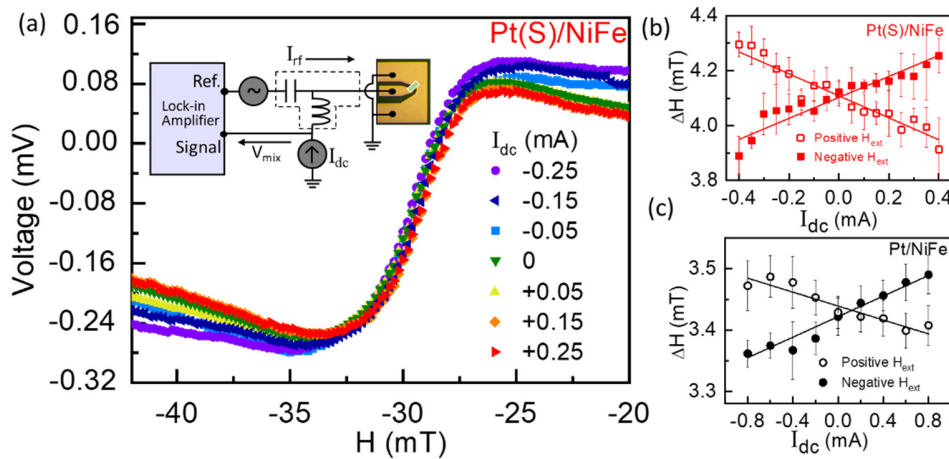 (a)
Pt(S)/NiFe
Voltage (mV)
0.16
0.08
0.00
-0.08
-0.16
-0.24
-0.32
-40
-35
-30
-25
-20
H (mT)
Ref.
Lock-in
Amplifier
Signal
I_rf
V_mix
I_dc
I_dc (mA)
-0.25
-0.15
-0.05
0
+0.05
+0.15
+0.25
(b)
Pt(S)/NiFe
ΔH (mT)
4.4
4.2
4.0
3.8
Positive H_ext
Negative H_ext
-0.4
-0.2
0.0
0.2
0.4
I_dc (mA)
(c)
Pt/NiFe
ΔH (mT)
3.5
3.4
3.3
Positive H_ext
Negative H_ext
-0.8
-0.4
0.0
0.4
0.8
I_dc (mA)